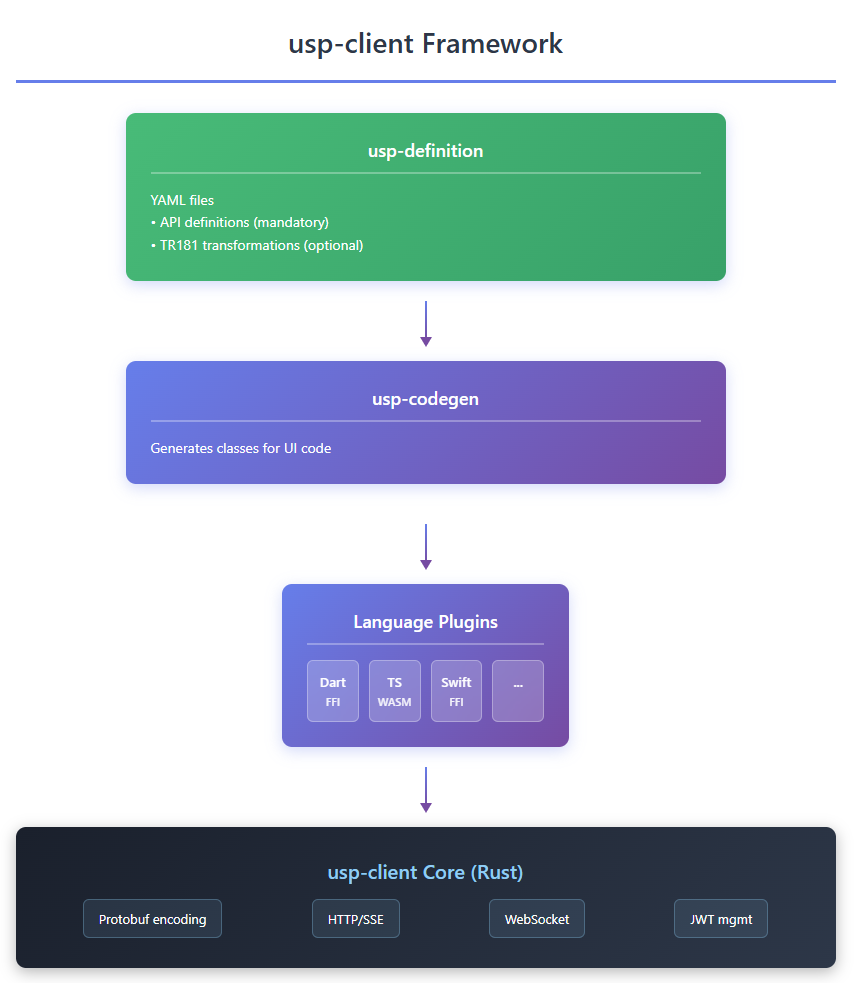 usp-client Framework
usp-definition
YAML files
• API definitions (mandatory)
• TR181 transformations (optional)
usp-codegen
Generates classes for UI code
Language Plugins
Dart
FFI
TS
WASM
Swift
FFI
...
usp-client Core (Rust)
Protobuf encoding
HTTP/SSE
WebSocket
JWT mgmt